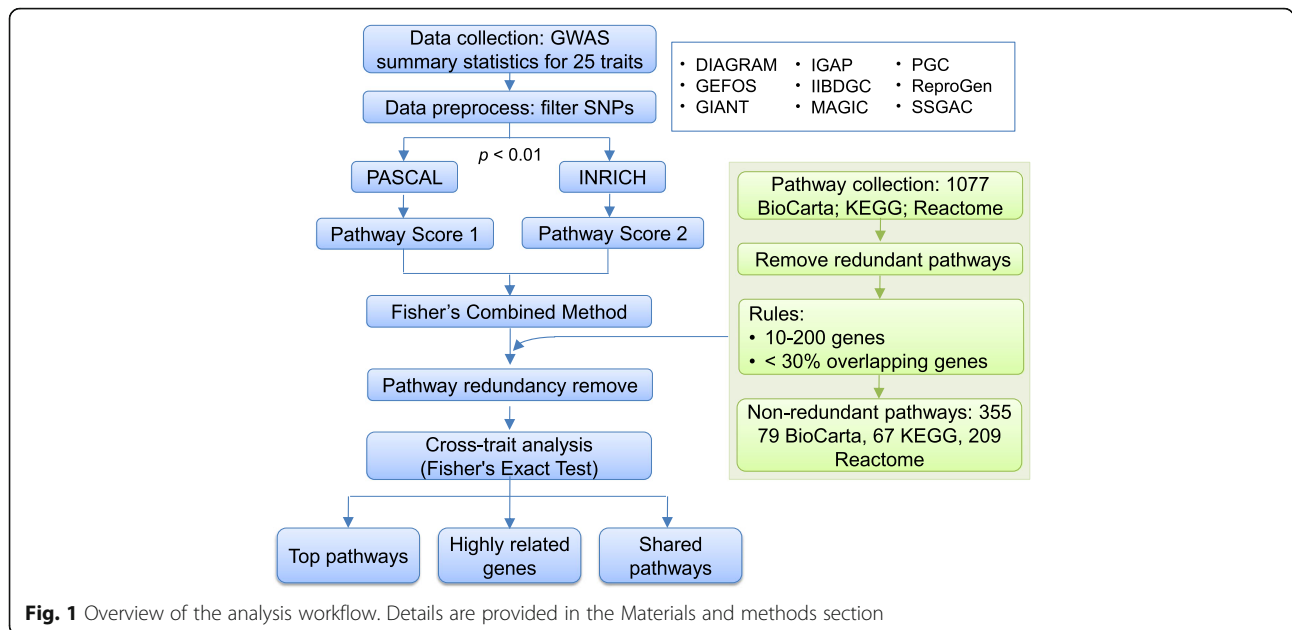 Data collection: GWAS
summary statistics for 25 traits
• DIAGRAM
• GEFOS
• GIANT
• IGAP
• IIBDGC
• MAGIC
• PGC
• ReproGen
• SSGAC
Data preprocess: filter SNPs
p < 0.01
PASCAL
INRICH
Pathway Score 1
Pathway Score 2
Fisher's Combined Method
Pathway redundancy remove
Cross-trait analysis
(Fisher's Exact Test)
Top pathways
Highly related
genes
Shared
pathways
Pathway collection: 1077
BioCarta; KEGG; Reactome
Remove redundant pathways
Rules:
• 10-200 genes
• < 30% overlapping genes
Non-redundant pathways: 355
79 BioCarta, 67 KEGG, 209
Reactome
Fig. 1 Overview of the analysis workflow. Details are provided in the Materials and methods section